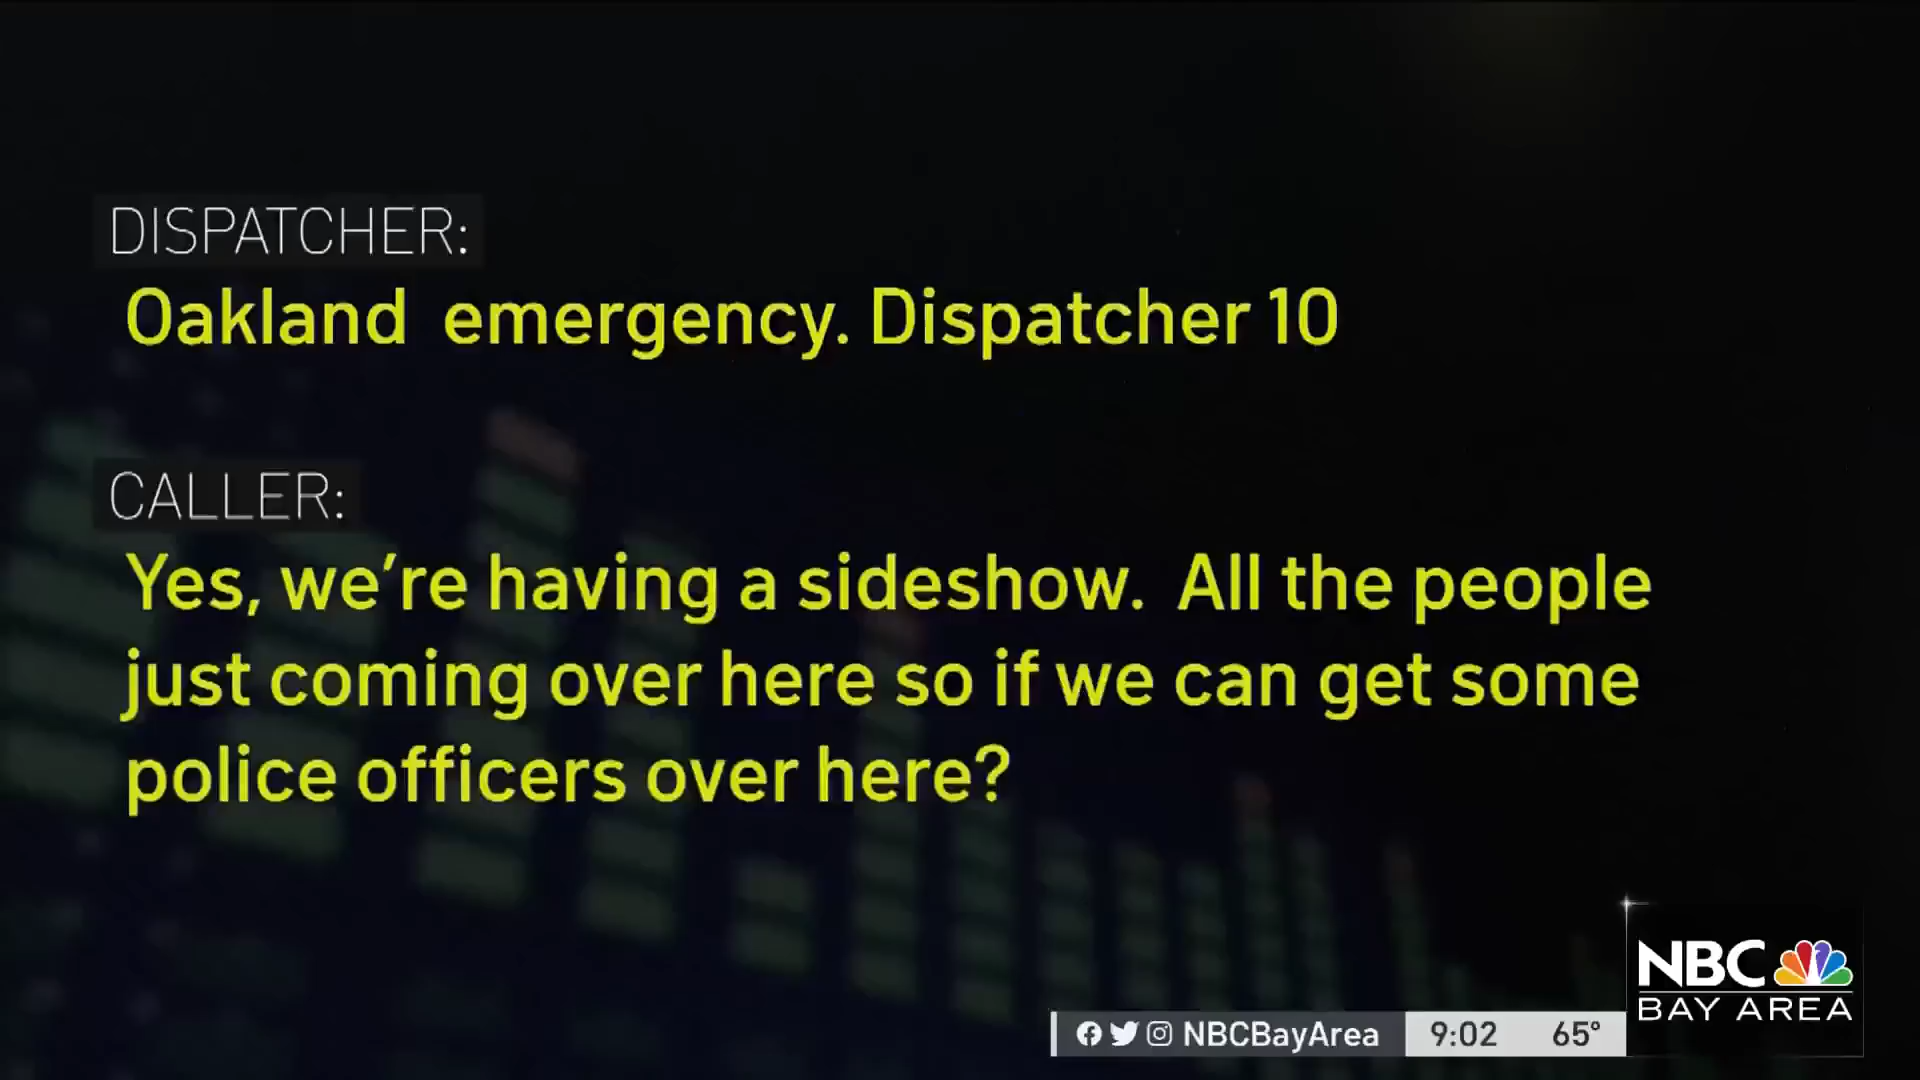 DISPATCHER:
Oakland emergency. Dispatcher 10
CALLER:
Yes, we're having a sideshow. All the people
just coming over here so if we can get some
police officers over here?
NBC
BAY AREA
NBCBayArea 9:02 65°